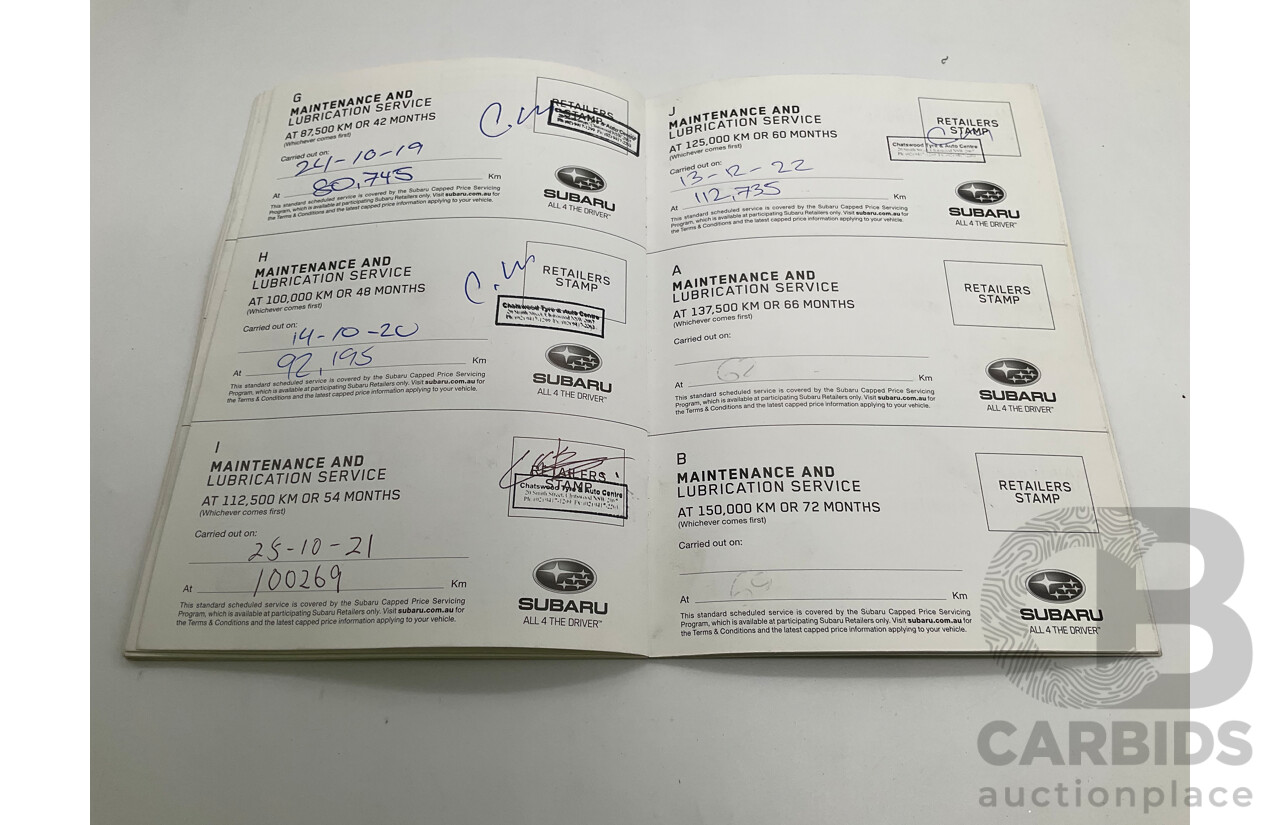 G
MAINTENANCE AND
LUBRICATION SERVICE
AT 87,500 KM OR 42 MONTHS
(Whichever comes first)
Carried out on:
24-10-19
At 80,745 Km
This standard scheduled service is covered by the Subaru Capped Price Servicing
Program, which is available at participating Subaru Retailers only. Visit subaru.com.au for
the Terms & Conditions and the latest capped price information applying to your vehicle.
C.W
RETAILERS
STAMP
& Auto Centre
SUBARU
ALL 4 THE DRIVER™
H
MAINTENANCE AND
LUBRICATION SERVICE
AT 100,000 KM OR 48 MONTHS
(Whichever comes first)
Carried out on:
14-10-20
At 92,195 Km
This standard scheduled service is covered by the Subaru Capped Price Servicing
Program, which is available at participating Subaru Retailers only. Visit subaru.com.au for
the Terms & Conditions and the latest capped price information applying to your vehicle.
C.W
RETAILERS
STAMP
Chatswood Tyre & Auto Centre
SUBARU
ALL 4 THE DRIVER™
I
MAINTENANCE AND
LUBRICATION SERVICE
AT 112,500 KM OR 54 MONTHS
(Whichever comes first)
Carried out on:
25-10-21
At 100269 Km
This standard scheduled service is covered by the Subaru Capped Price Servicing
Program, which is available at participating Subaru Retailers only. Visit subaru.com.au for
the Terms & Conditions and the latest capped price information applying to your vehicle.
RETAILERS
STAMP
Chatswood Tyre & Auto Centre
SUBARU
ALL 4 THE DRIVER™
J
MAINTENANCE AND
LUBRICATION SERVICE
AT 125,000 KM OR 60 MONTHS
(Whichever comes first)
Carried out on:
13-12-22
At 112,735 Km
This standard scheduled service is covered by the Subaru Capped Price Servicing
Program, which is available at participating Subaru Retailers only. Visit subaru.com.au for
the Terms & Conditions and the latest capped price information applying to your vehicle.
RETAILERS
STAMP
Chatswood Tyre & Auto Centre
SUBARU
ALL 4 THE DRIVER™
A
MAINTENANCE AND
LUBRICATION SERVICE
AT 137,500 KM OR 66 MONTHS
(Whichever comes first)
Carried out on:
At Km
This standard scheduled service is covered by the Subaru Capped Price Servicing
Program, which is available at participating Subaru Retailers only. Visit subaru.com.au for
the Terms & Conditions and the latest capped price information applying to your vehicle.
RETAILERS
STAMP
SUBARU
ALL 4 THE DRIVER™
B
MAINTENANCE AND
LUBRICATION SERVICE
AT 150,000 KM OR 72 MONTHS
(Whichever comes first)
Carried out on:
At Km
This standard scheduled service is covered by the Subaru Capped Price Servicing
Program, which is available at participating Subaru Retailers only. Visit subaru.com.au for
the Terms & Conditions and the latest capped price information applying to your vehicle.
RETAILERS
STAMP
SUBARU
ALL 4 THE DRIVER™
CARBIDS
auctionplace